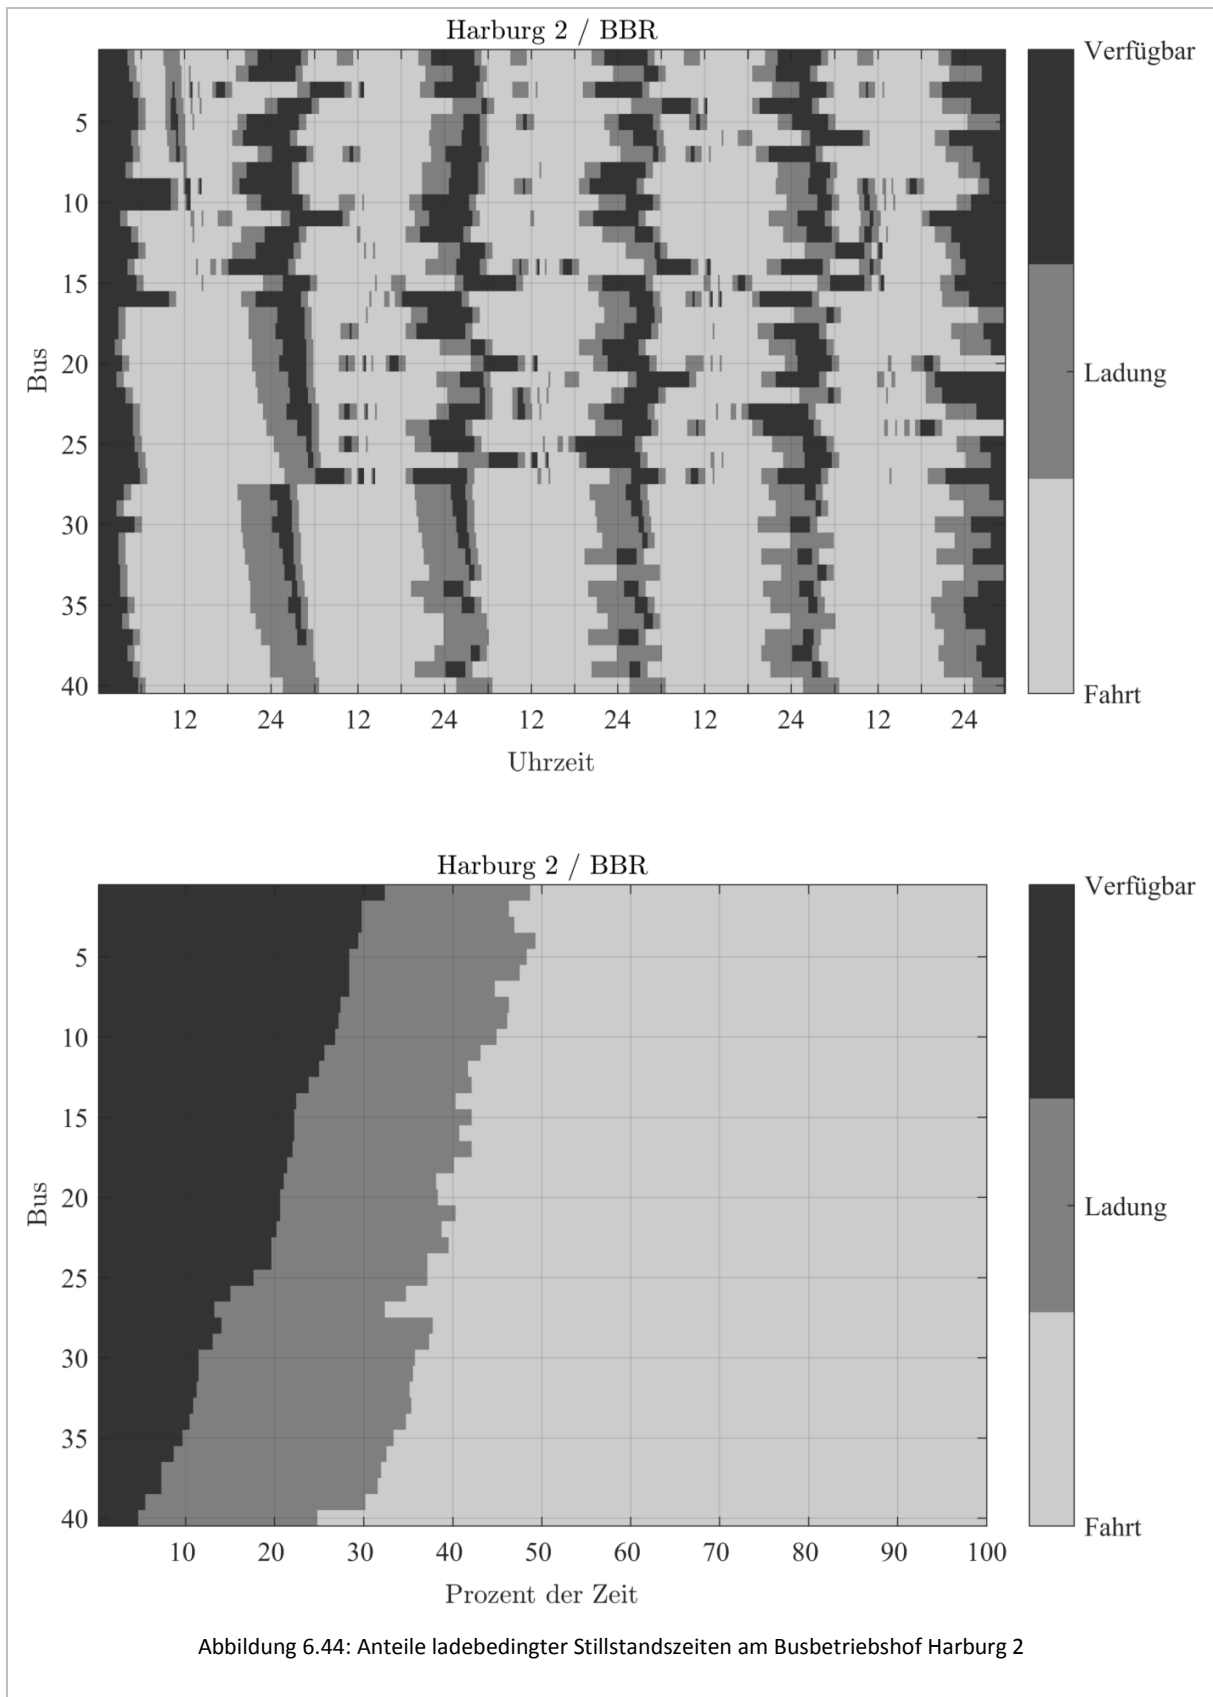 Harburg 2 / BBR
Verfügbar
Ladung
Fahrt
5
10
15
20
25
30
35
40
Bus
12 24 12 24 12 24 12 24 12 24
Uhrzeit
Harburg 2 / BBR
Verfügbar
Ladung
Fahrt
5
10
15
20
25
30
35
40
Bus
10 20 30 40 50 60 70 80 90 100
Prozent der Zeit
Abbildung 6.44: Anteile ladebedingter Stillstandszeiten am Busbetriebshof Harburg 2